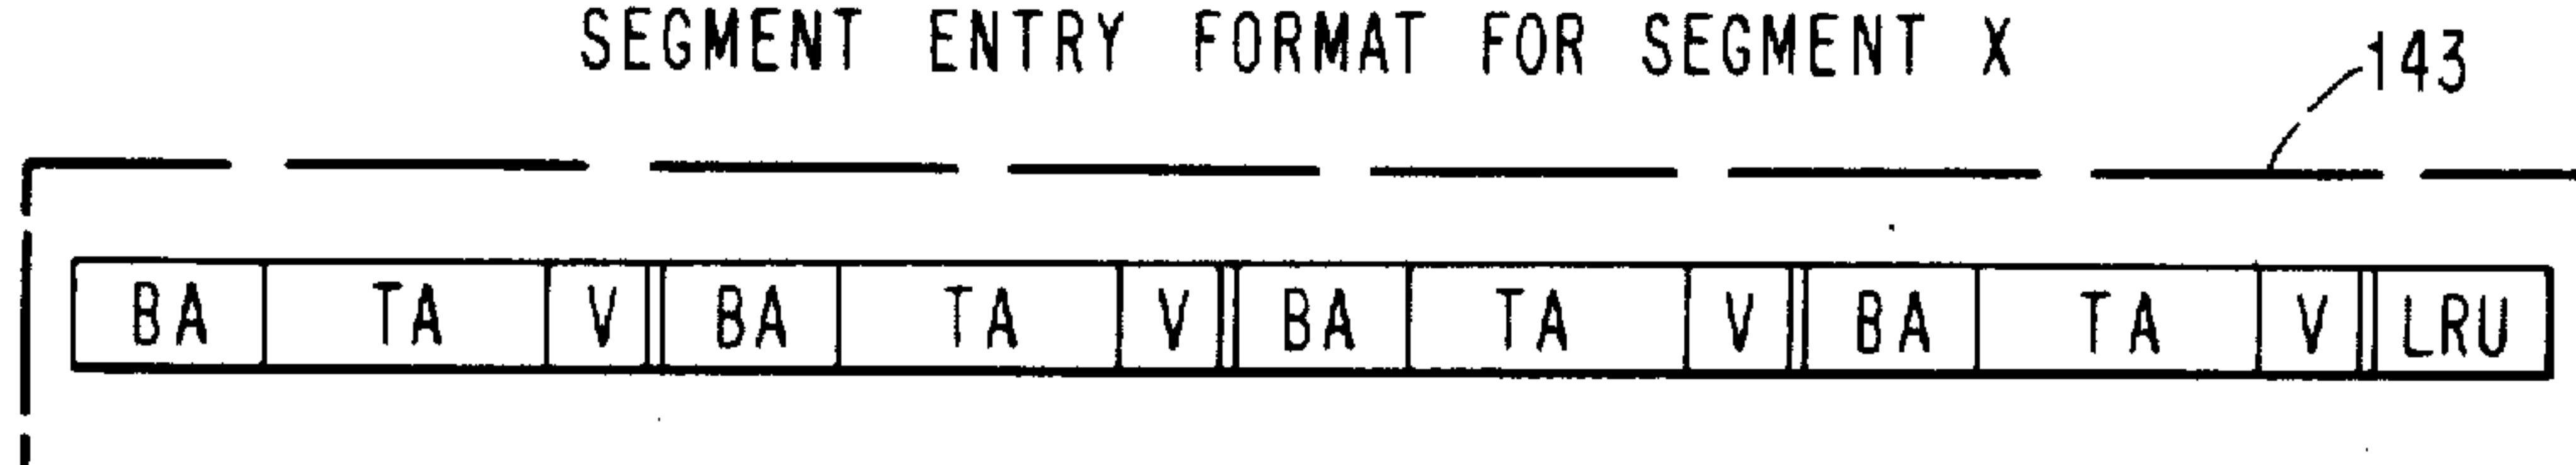 SEGMENT ENTRY FORMAT FOR SEGMENT X
143
BA TA V BA TA V BA TA V BA TA V LRU